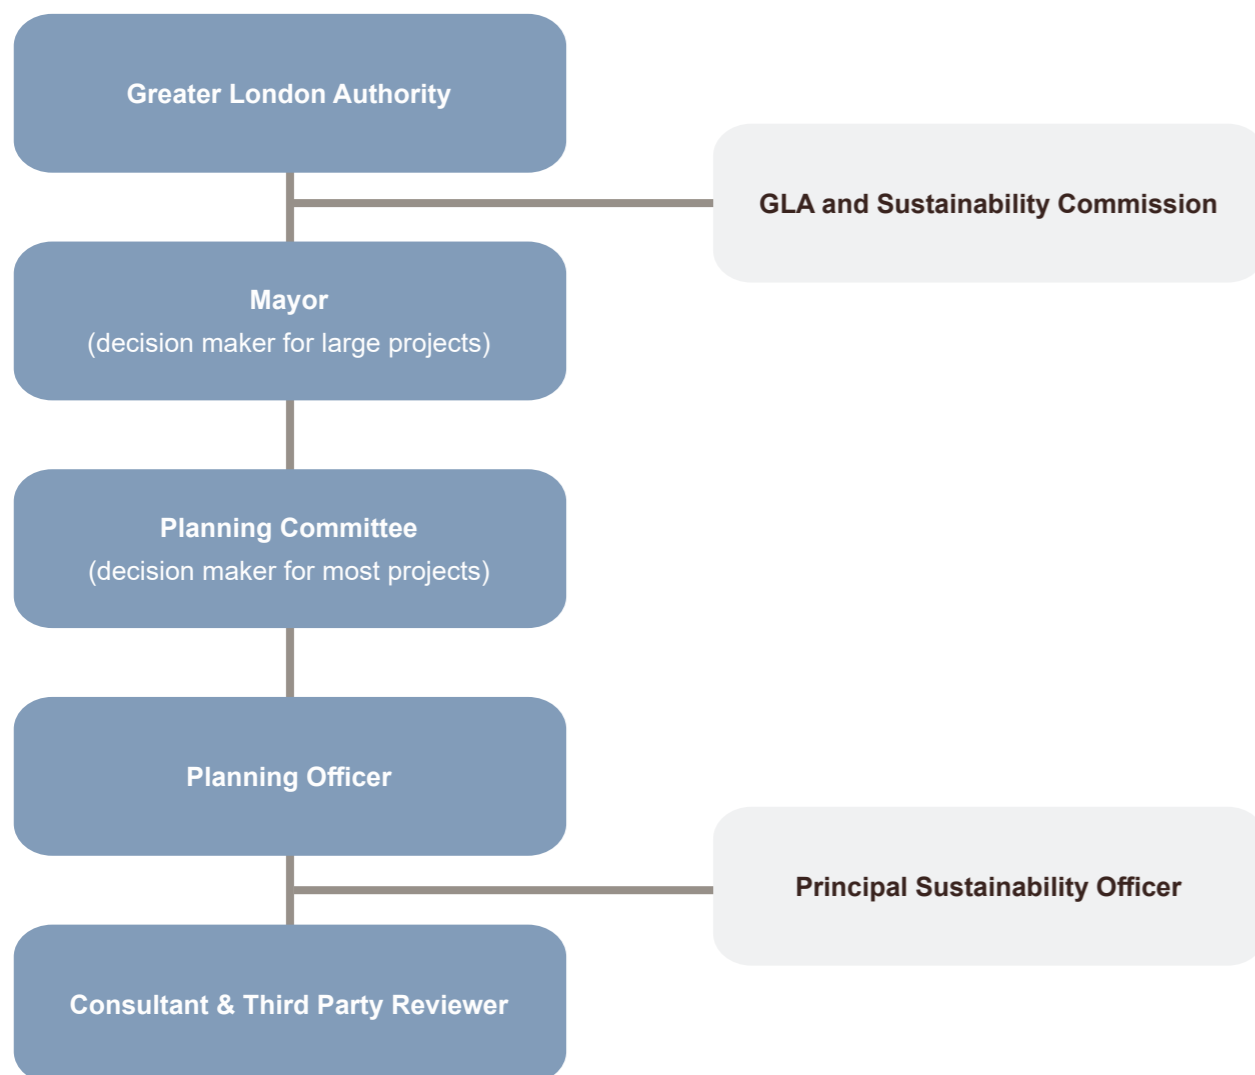 Greater London Authority
GLA and Sustainability Commission
Mayor
(decision maker for large projects)
Planning Committee
(decision maker for most projects)
Planning Officer
Principal Sustainability Officer
Consultant & Third Party Reviewer